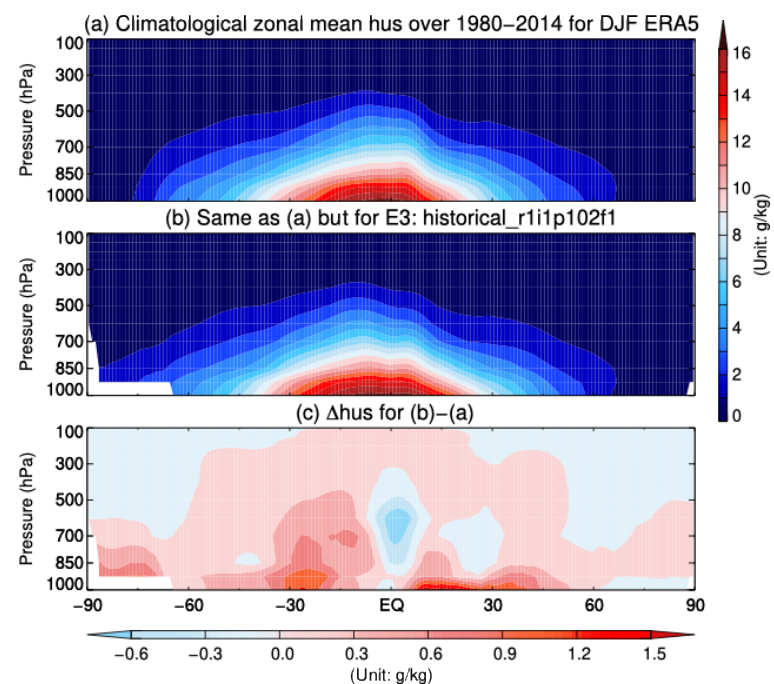 (a) Climatological zonal mean hus over 1980−2014 for DJF ERA5
100
300
500
700
850
1000
Pressure (hPa)
(b) Same as (a) but for E3: historical_r1i1p102f1
100
300
500
700
850
1000
Pressure (hPa)
(c) Δhus for (b)−(a)
100
300
500
700
850
1000
Pressure (hPa)
−90 −60 −30 EQ 30 60 90
−0.6 −0.3 0.0 0.3 0.6 0.9 1.2 1.5
(Unit: g/kg)
16
14
12
10
8
6
4
2
0
(Unit: g/kg)